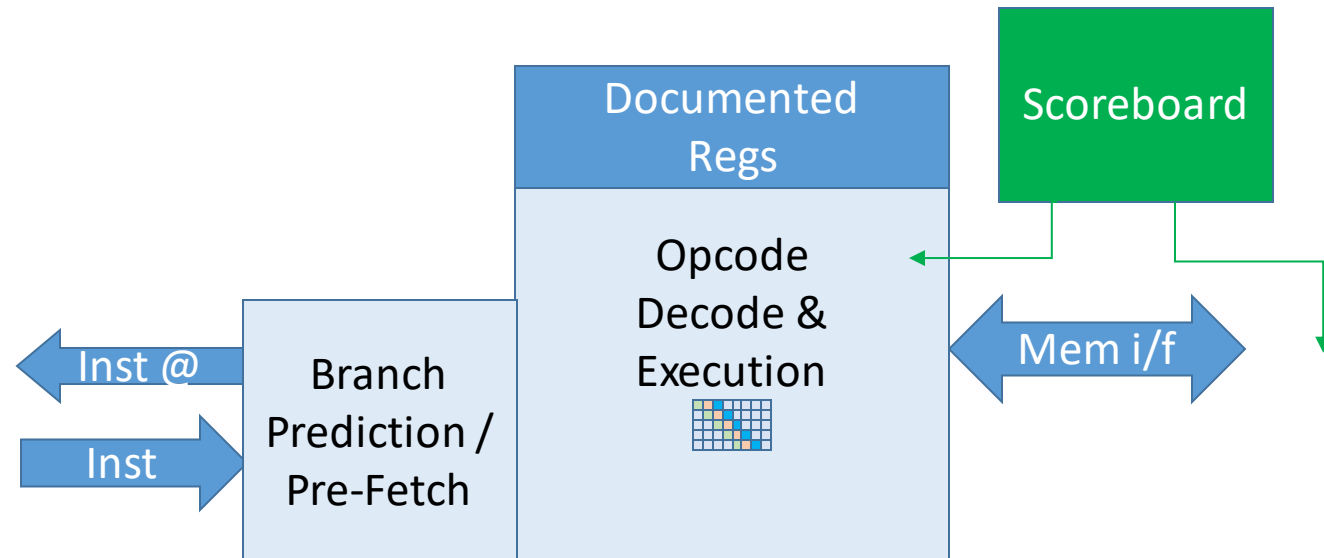 Documented
Regs
Scoreboard
Opcode
Decode &
Execution
Mem i/f
Inst @
Inst
Branch
Prediction /
Pre-Fetch